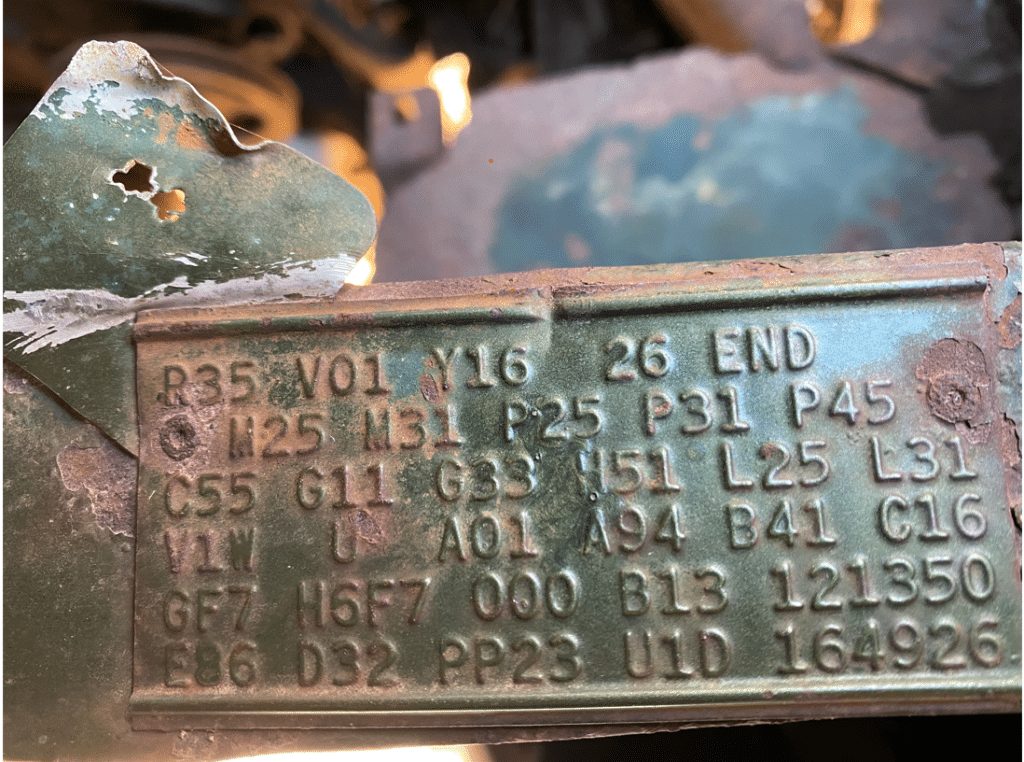 R35 V01 Y16 26 END
M25 M31 P25 P31 P45
C55 G11 G33 H51 L25 L31
V1W U A01 A94 B41 C16
GF7 H6F7 000 B13 121350
E86 D32 PP23 U1D 164926